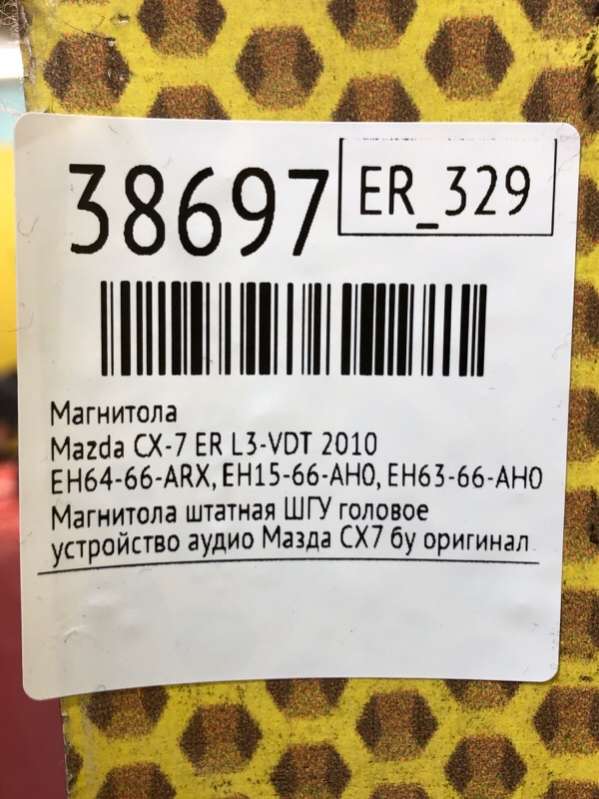 38697
ER_329
Магнитола
Mazda CX-7 ER L3-VDT 2010
EH64-66-ARX, EH15-66-AH0, EH63-66-AH0
Магнитола штатная ШГУ головое
устройство аудио Мазда СХ7 бу оригинал